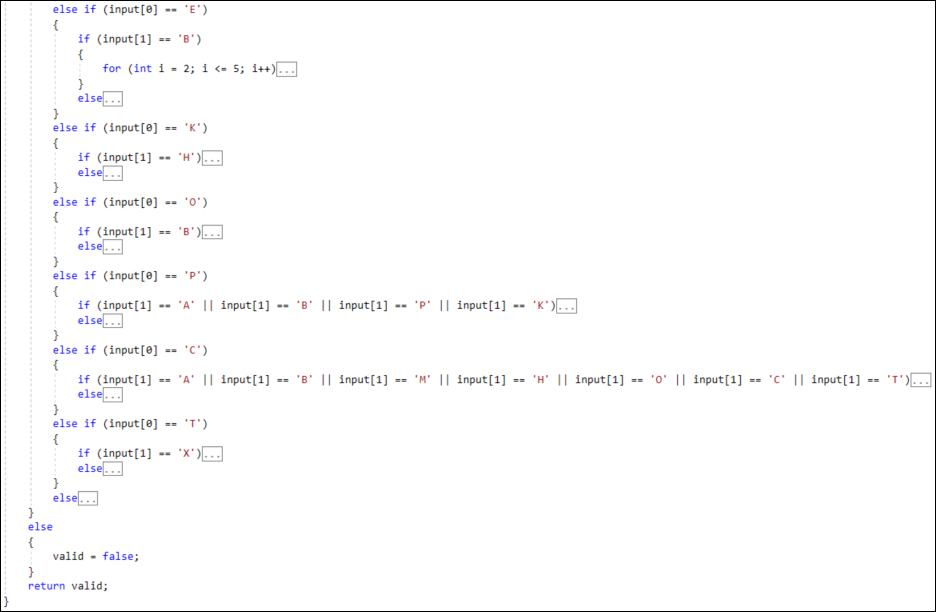 else if (input[0] == 'E')
{
if (input[1] == 'B')
{
for (int i = 2; i <= 5; i++)...
}
else...
}
else if (input[0] == 'K')
{
if (input[1] == 'H')...
else...
}
else if (input[0] == 'O')
{
if (input[1] == 'B')...
else...
}
else if (input[0] == 'P')
{
if (input[1] == 'A' || input[1] == 'B' || input[1] == 'P' || input[1] == 'K')...
else...
}
else if (input[0] == 'C')
{
if (input[1] == 'A' || input[1] == 'B' || input[1] == 'M' || input[1] == 'H' || input[1] == 'O' || input[1] == 'C' || input[1] == 'T')...
else...
}
else if (input[0] == 'T')
{
if (input[1] == 'X')...
else...
}
else...
}
else
{
valid = false;
}
return valid;
}